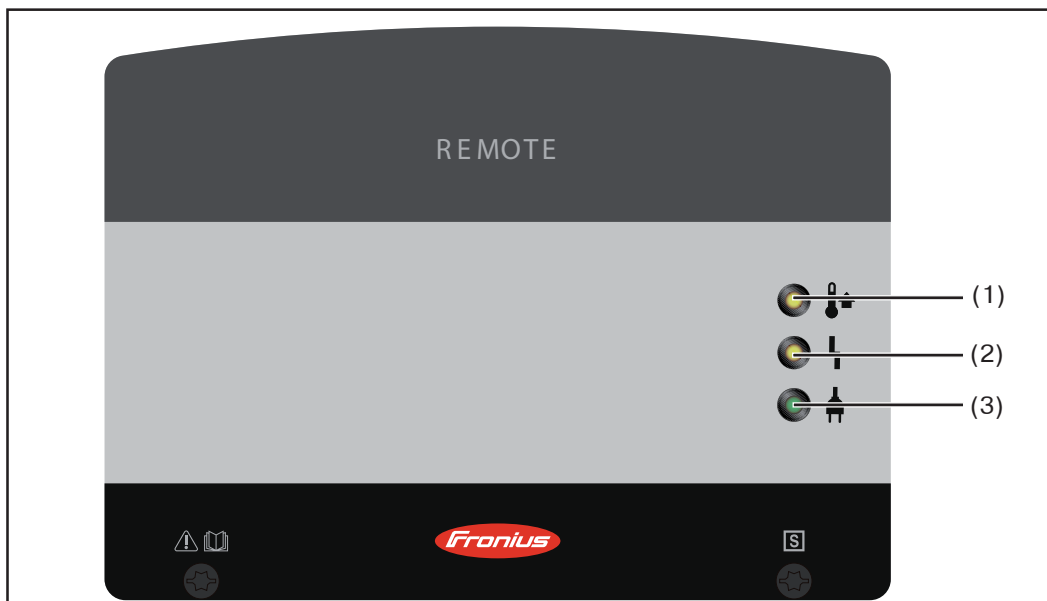 REMOTE
(1)
(2)
(3)
Fronius
S